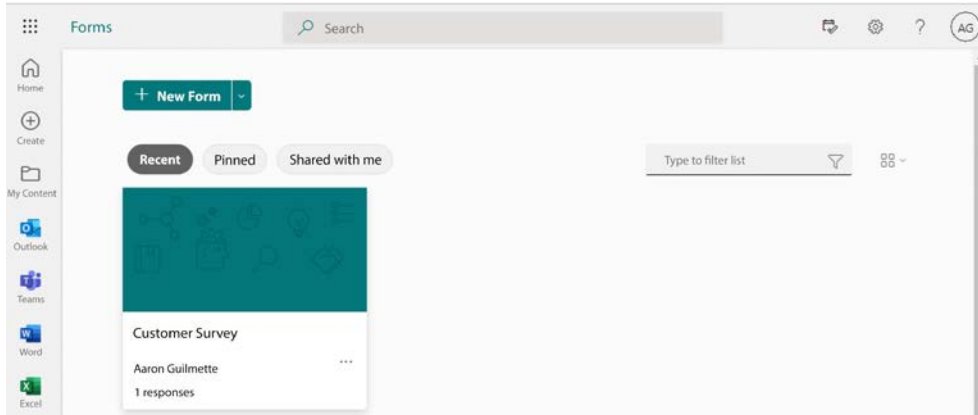 Forms
Search
?
AG
Home
Create
My Content
Outlook
Teams
Word
Excel
+ New Form
Recent
Pinned
Shared with me
Type to filter list
Customer Survey
Aaron Guilmette
...
1 responses